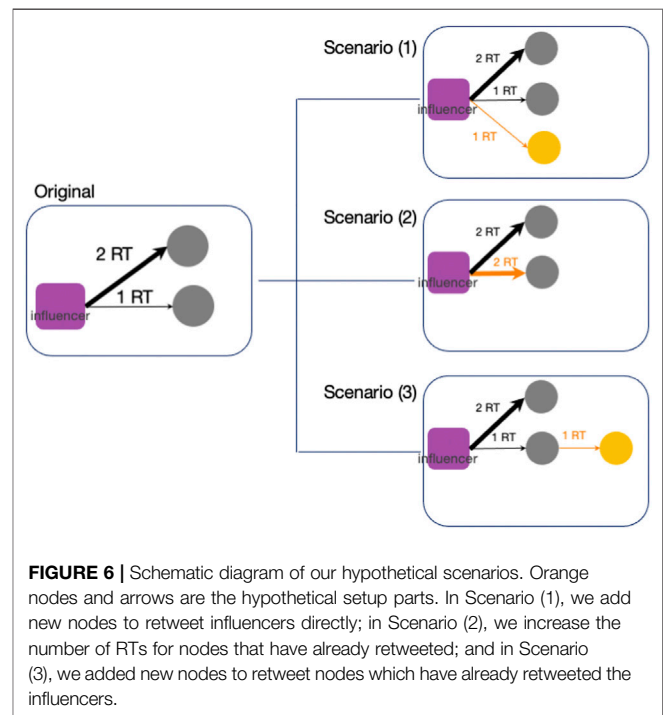 Original
2 RT
1 RT
influencer
Scenario (1)
2 RT
1 RT
influencer
1 RT
Scenario (2)
2 RT
2 RT
influencer
Scenario (3)
2 RT
1 RT
1 RT
influencer
FIGURE 6 | Schematic diagram of our hypothetical scenarios. Orange
nodes and arrows are the hypothetical setup parts. In Scenario (1), we add
new nodes to retweet influencers directly; in Scenario (2), we increase the
number of RTs for nodes that have already retweeted; and in Scenario
(3), we added new nodes to retweet nodes which have already retweeted the
influencers.